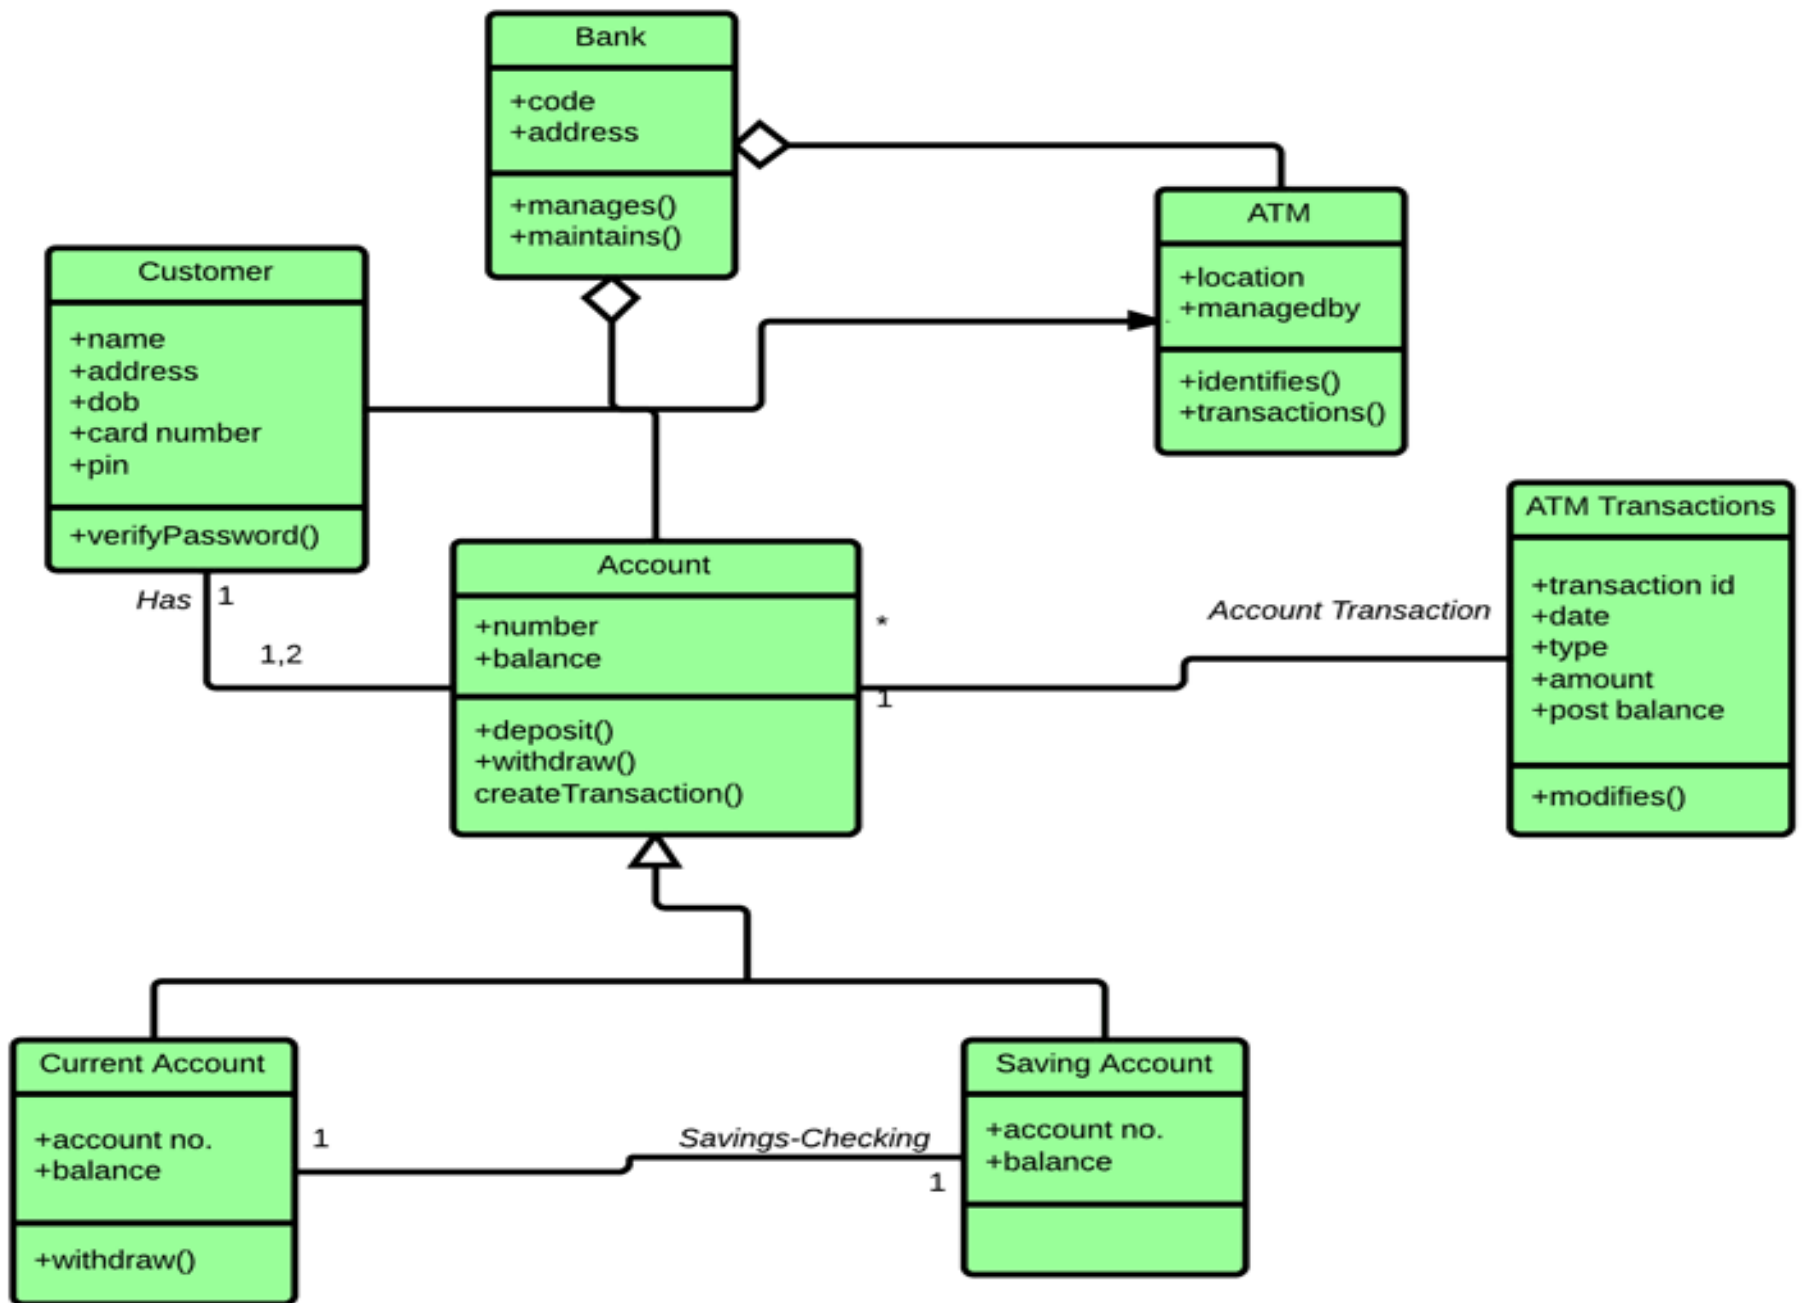 Bank
+code
+address
+manages()
+maintains()
ATM
+location
+managedby
+identifies()
+transactions()
Customer
+name
+address
+dob
+card number
+pin
+verifyPassword()
Has
1
1,2
Account
+number
+balance
+deposit()
+withdraw()
createTransaction()
*
1
Account Transaction
ATM Transactions
+transaction id
+date
+type
+amount
+post balance
+modifies()
Current Account
+account no.
+balance
+withdraw()
1
Savings-Checking
1
Saving Account
+account no.
+balance